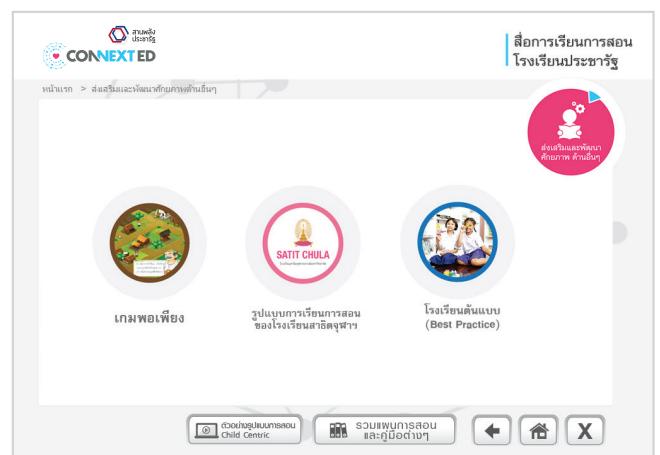 สานพลัง
ประชารัฐ
CONNEXT ED
สื่อการเรียนการสอน
โรงเรียนประชารัฐ
หน้าแรก > ส่งเสริมและพัฒนาศักยภาพด้านอื่นๆ
ส่งเสริมและพัฒนา
ศักยภาพ ด้านอื่นๆ
SATIT CHULA
เกมพอเพียง
รูปแบบการเรียนการสอน
ของโรงเรียนสาธิตจุฬาฯ
โรงเรียนต้นแบบ
(Best Practice)
ตัวอย่างรูปแบบการสอน
Child Centric
รวมแผนการสอน
และคู่มือต่างๆ
X